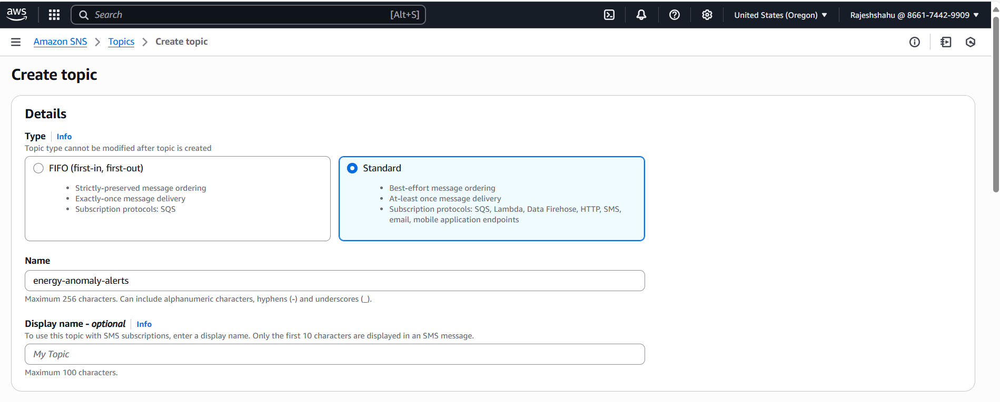 aws
Search [Alt+S] United States (Oregon) Rajeshshahu @ 8661-7442-9909
Amazon SNS Topics Create topic
Create topic
Details
Type Info
Topic type cannot be modified after topic is created
FIFO (first-in, first-out)
Strictly-preserved message ordering
Exactly-once message delivery
Subscription protocols: SQS
Standard
Best-effort message ordering
At-least once message delivery
Subscription protocols: SQS, Lambda, Data Firehose, HTTP, SMS,
email, mobile application endpoints
Name
energy-anomaly-alerts
Maximum 256 characters. Can include alphanumeric characters, hyphens (-) and underscores (_).
Display name - optional Info
To use this topic with SMS subscriptions, enter a display name. Only the first 10 characters are displayed in an SMS message.
My Topic
Maximum 100 characters.